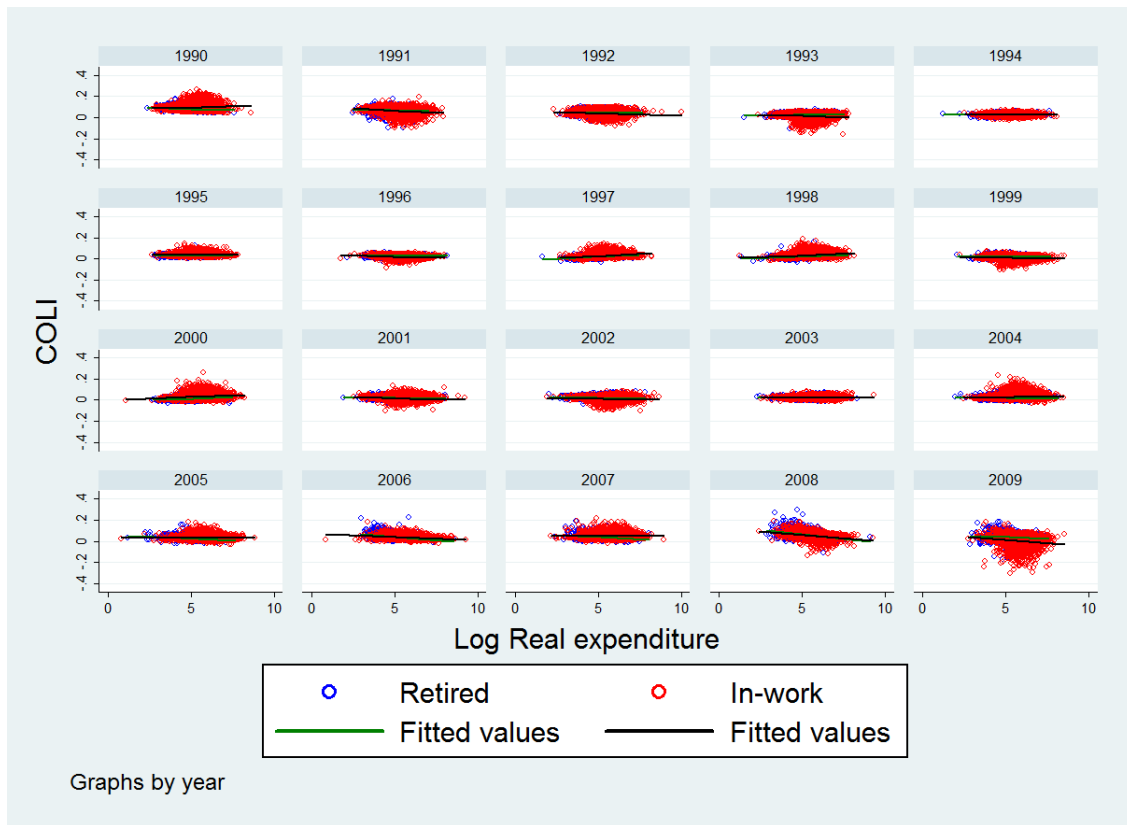 1990 1991 1992 1993 1994
.4
.2
0
-.2
-.4
1995 1996 1997 1998 1999
.4
.2
0
-.2
-.4
2000 2001 2002 2003 2004
.4
.2
0
-.2
-.4
2005 2006 2007 2008 2009
.4
.2
0
-.2
-.4
0 5 10 0 5 10 0 5 10 0 5 10 0 5 10
COLI
Log Real expenditure
Retired In-work
Fitted values Fitted values
Graphs by year